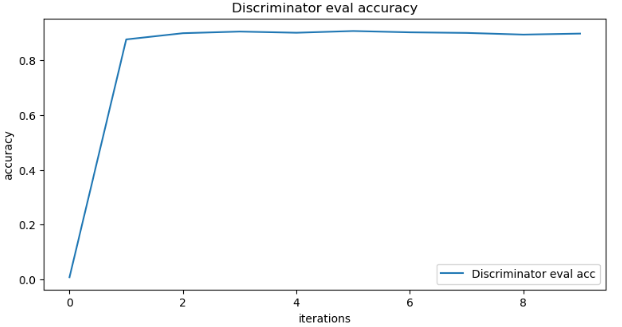 Discriminator eval accuracy
accuracy
0.8
0.6
0.4
0.2
0.0
Discriminator eval acc
0
2
4
6
8
iterations